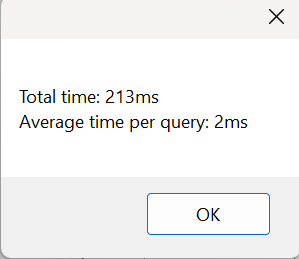 Total time: 213ms
Average time per query: 2ms
OK